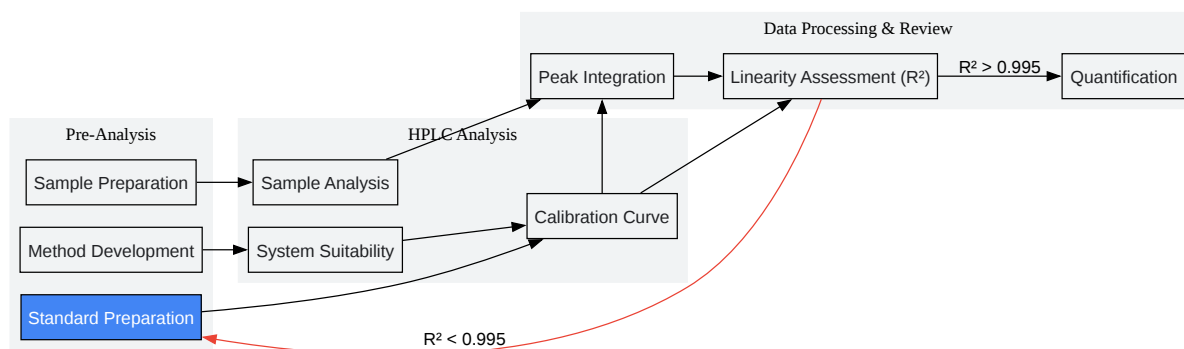 Data Processing & Review
Peak Integration
Linearity Assessment (R²)
R² > 0.995
Quantification
Pre-Analysis
HPLC Analysis
Sample Preparation
Sample Analysis
Calibration Curve
Method Development
System Suitability
Standard Preparation
R² < 0.995